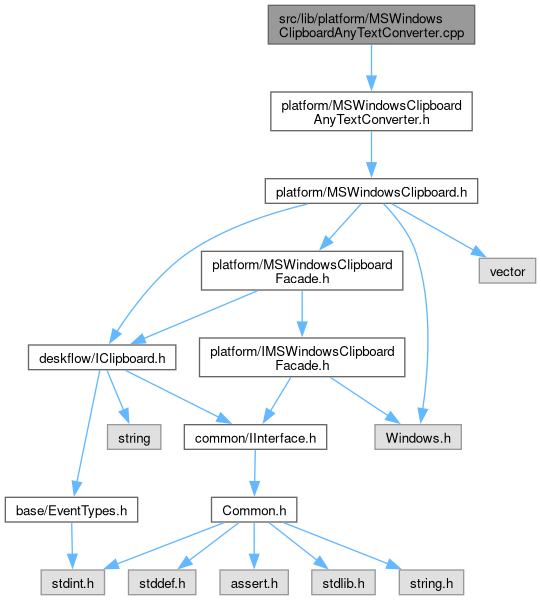 src/lib/platform/MSWindows
ClipboardAnyTextConverter.cpp
platform/MSWindowsClipboard
AnyTextConverter.h
platform/MSWindowsClipboard.h
platform/MSWindowsClipboard
Facade.h
vector
deskflow/IClipboard.h
platform/IMSWindowsClipboard
Facade.h
string
common/IInterface.h
Windows.h
base/EventTypes.h
Common.h
stdint.h
stddef.h
assert.h
stdlib.h
string.h